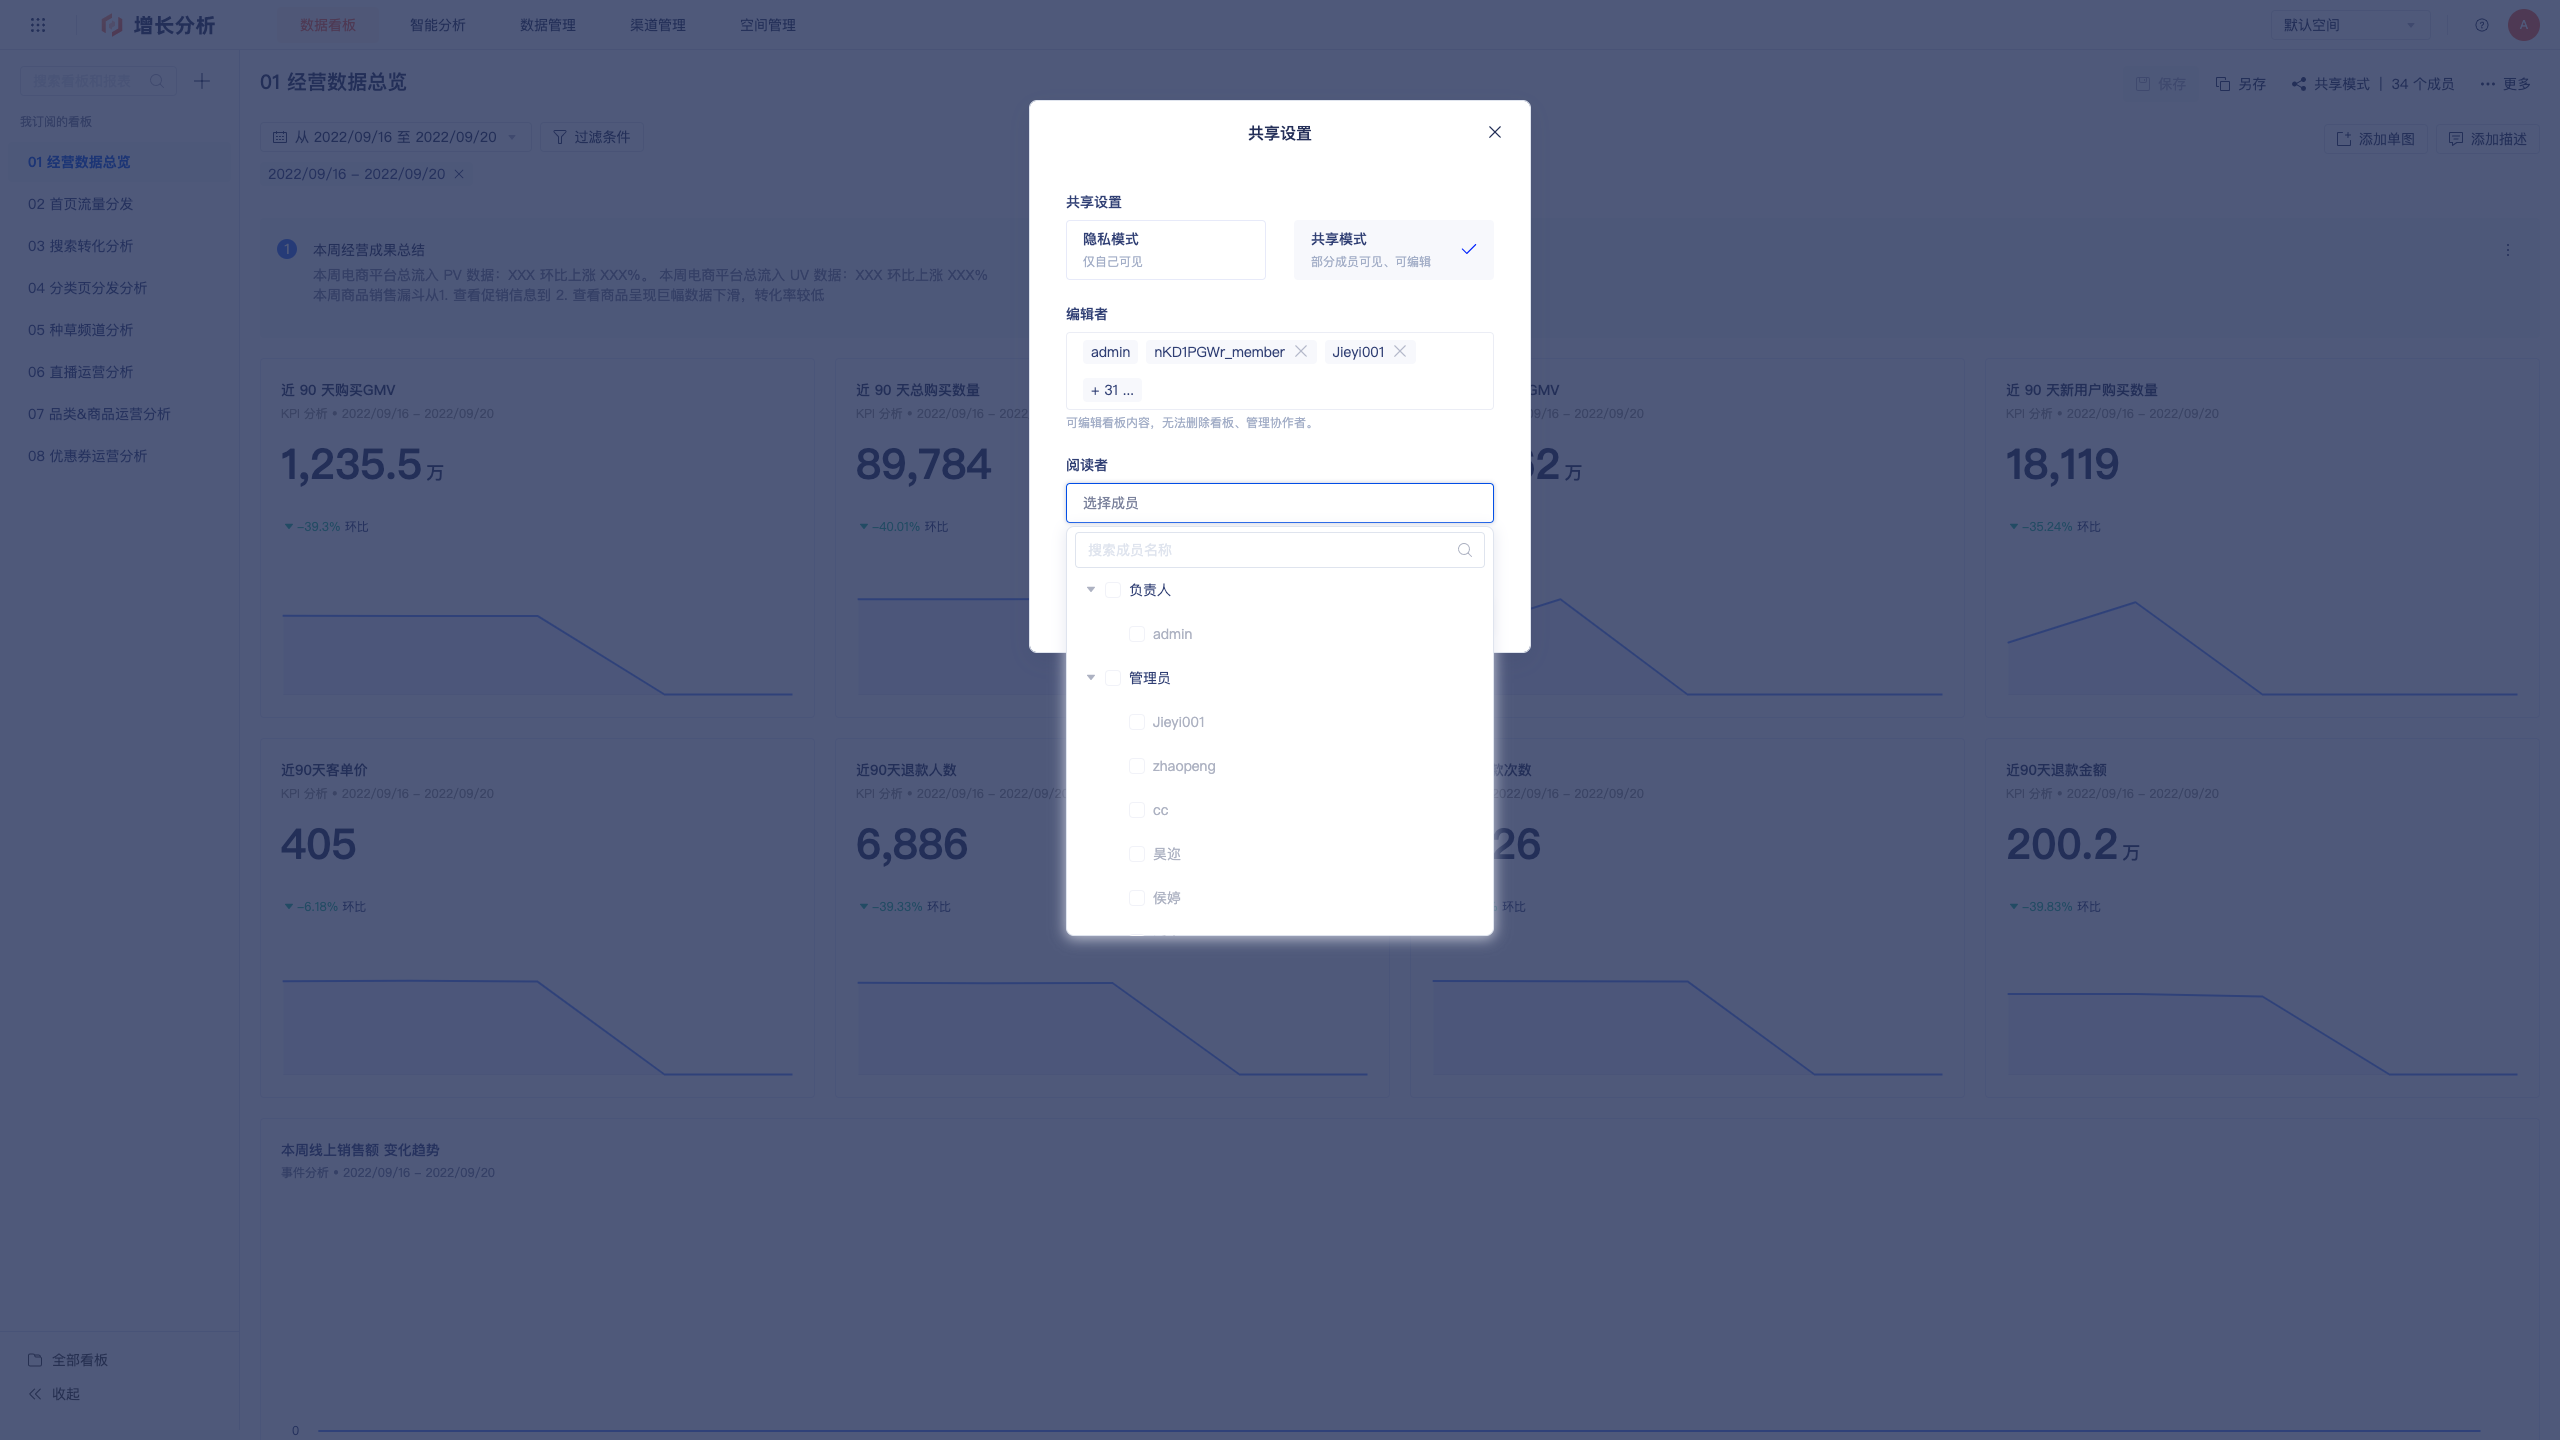 增长分析
数据看板 智能分析 数据管理 渠道管理 空间管理
默认空间
A
搜索看板和报表
我订阅的看板
01 经营数据总览
02 首页流量分发
03 搜索转化分析
04 分类页分发分析
05 种草频道分析
06 直播运营分析
07 品类&商品运营分析
08 优惠券运营分析
全部看板
收起
01 经营数据总览
保存 另存 共享模式 | 34 个成员 更多
从 2022/09/16 至 2022/09/20 过滤条件
添加单图 添加描述
2022/09/16 – 2022/09/20
1 本周经营成果总结
本周电商平台总流入 PV 数据：XXX 环比上涨 XXX%。 本周电商平台总流入 UV 数据：XXX 环比上涨 XXX%
本周商品销售漏斗从1. 查看促销信息到 2. 查看商品呈现巨幅数据下滑，转化率较低
近 90 天购买GMV
KPI 分析 • 2022/09/16 – 2022/09/20
1,235.5 万
–39.3% 环比
近 90 天总购买数量
KPI 分析 • 2022/09/16 – 2022/09/20
89,784
–40.01% 环比
GMV
/16 – 2022/09/20
62 万
近 90 天新用户购买数量
KPI 分析 • 2022/09/16 – 2022/09/20
18,119
–35.24% 环比
近90天客单价
KPI 分析 • 2022/09/16 – 2022/09/20
405
–6.18% 环比
近90天退款人数
KPI 分析 • 2022/09/16 – 2022/09/20
6,886
–39.33% 环比
次数
2022/09/16 – 2022/09/20
26
环比
近90天退款金额
KPI 分析 • 2022/09/16 – 2022/09/20
200.2 万
–39.83% 环比
本周线上销售额 变化趋势
事件分析 • 2022/09/16 – 2022/09/20
0
共享设置
共享设置
隐私模式
仅自己可见
共享模式
部分成员可见、可编辑
编辑者
admin nKD1PGWr_member Jieyi001
+ 31 ...
可编辑看板内容，无法删除看板、管理协作者。
阅读者
选择成员
搜索成员名称
负责人
admin
管理员
Jieyi001
zhaopeng
cc
昊迩
侯婷